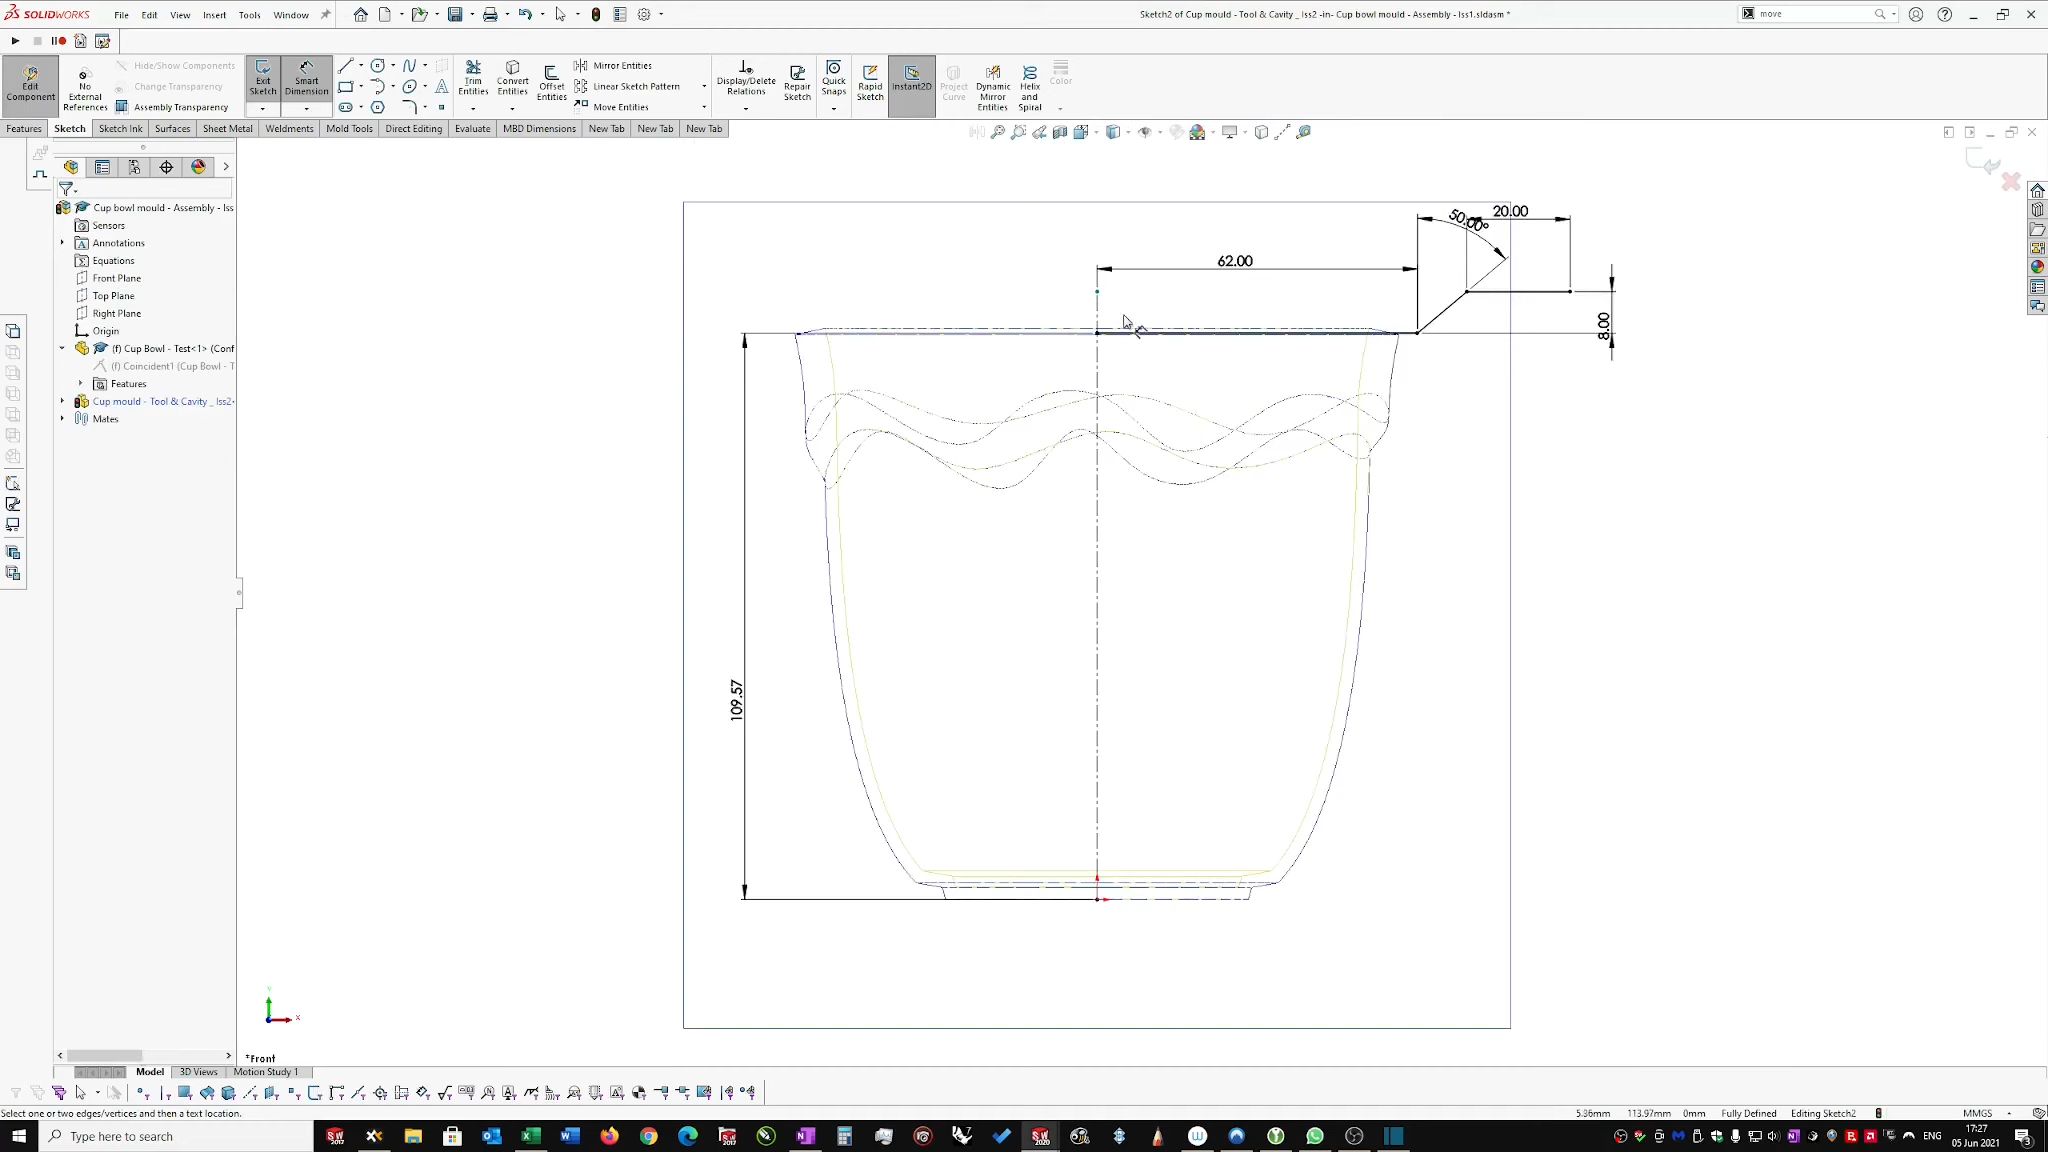 SOLIDWORKS
File Edit View Insert Tools Window
Sketch2 of Cup mould - Tool & Cavity _ Iss2 -in- Cup bowl mould - Assembly - Iss1.sldasm *
move
Edit Component
No External References
Hide/Show Components
Change Transparency
Assembly Transparency
Exit Sketch
Smart Dimension
Trim Entities
Convert Entities
Offset Entities
Mirror Entities
Linear Sketch Pattern
Move Entities
Display/Delete Relations
Repair Sketch
Quick Snaps
Rapid Sketch
Instant2D
Project Curve
Dynamic Mirror Entities
Helix and Spiral
Color
Features Sketch Sketch Ink Surfaces Sheet Metal Weldments Mold Tools Direct Editing Evaluate MBD Dimensions New Tab New Tab New Tab
Cup bowl mould - Assembly - Iss
Sensors
Annotations
Equations
Front Plane
Top Plane
Right Plane
Origin
(f) Cup Bowl - Test<1> (Conf
(f) Coincident1 (Cup Bowl - T
Features
Cup mould - Tool & Cavity _ Iss2
Mates
50.00°
20.00
62.00
8.00
109.57
Y
X
*Front
Model 3D Views Motion Study 1
Select one or two edges/vertices and then a text location.
5.36mm 113.97mm 0mm Fully Defined Editing Sketch2 MMGS
Type here to search
ENG
17:27
05 Jun 2021